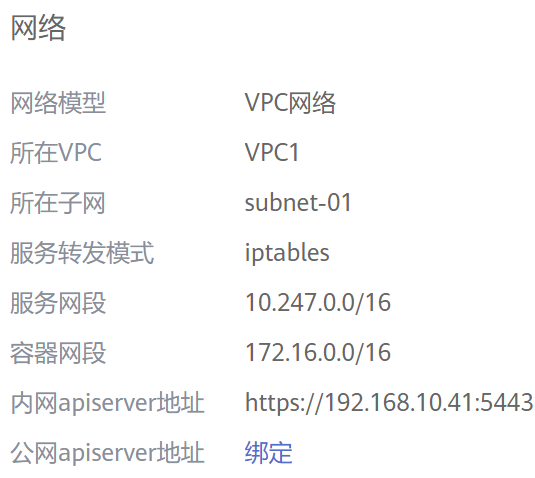 网络
网络模型 VPC网络
所在VPC VPC1
所在子网 subnet-01
服务转发模式 iptables
服务网段 10.247.0.0/16
容器网段 172.16.0.0/16
内网apiserver地址 https://192.168.10.41:5443
公网apiserver地址 绑定